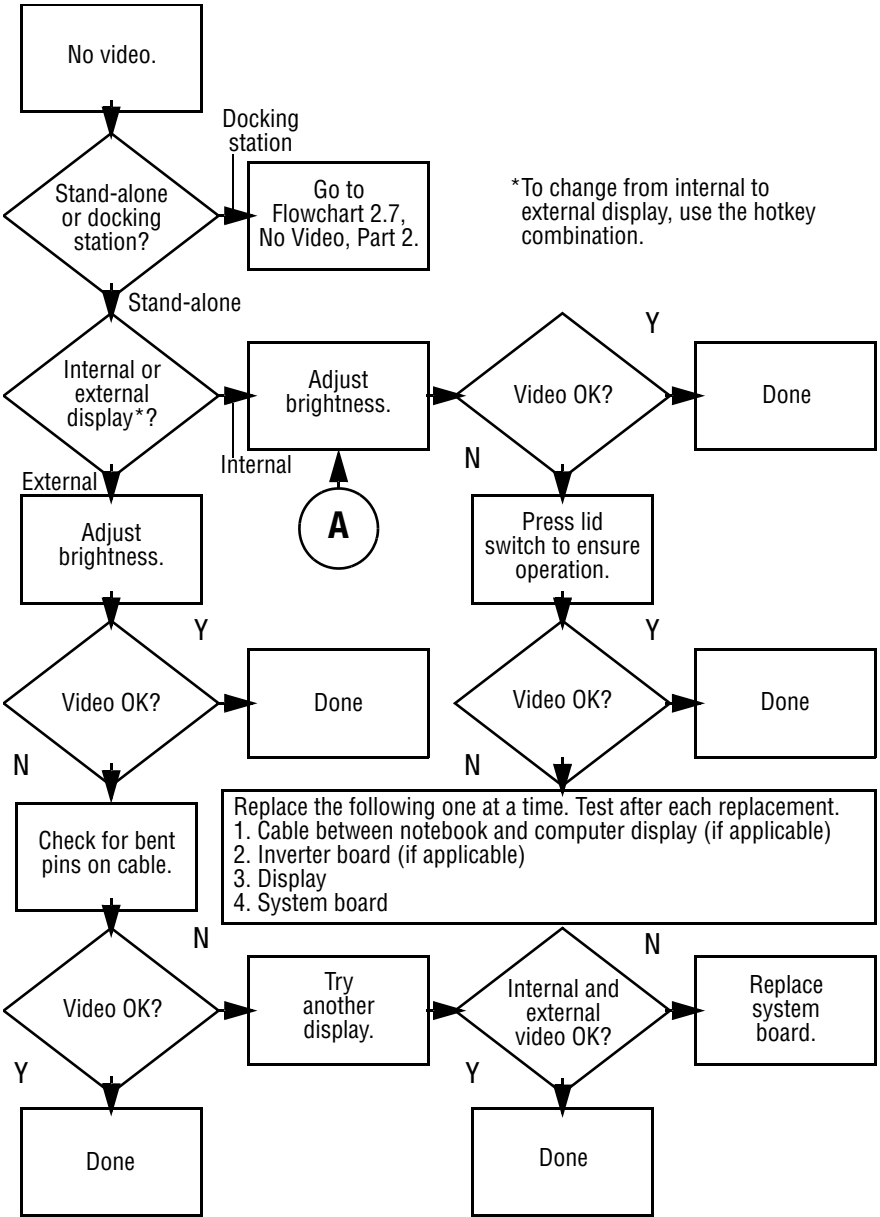 No video.
Docking
station
Stand-alone
or docking
station?
Go to
Flowchart 2.7,
No Video, Part 2.
*To change from internal to
external display, use the hotkey
combination.
Stand-alone
Internal or
external
display*?
Internal
Adjust
brightness.
Video OK?
Y
Done
N
External
A
Adjust
brightness.
Press lid
switch to ensure
operation.
Video OK?
Y
Done
N
Video OK?
Y
Done
N
Check for bent
pins on cable.
Replace the following one at a time. Test after each replacement.
1. Cable between notebook and computer display (if applicable)
2. Inverter board (if applicable)
3. Display
4. System board
Video OK?
N
Try
another
display.
Internal and
external
video OK?
N
Replace
system
board.
Y
Done
Y
Done